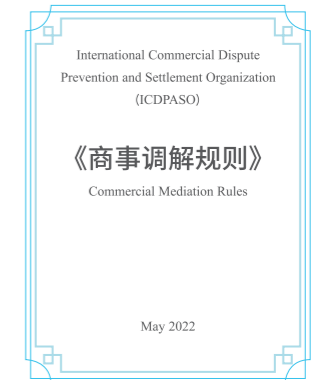 International Commercial Dispute
Prevention and Settlement Organization
（ICDPASO）
《商事调解规则》
Commercial Mediation Rules
May 2022